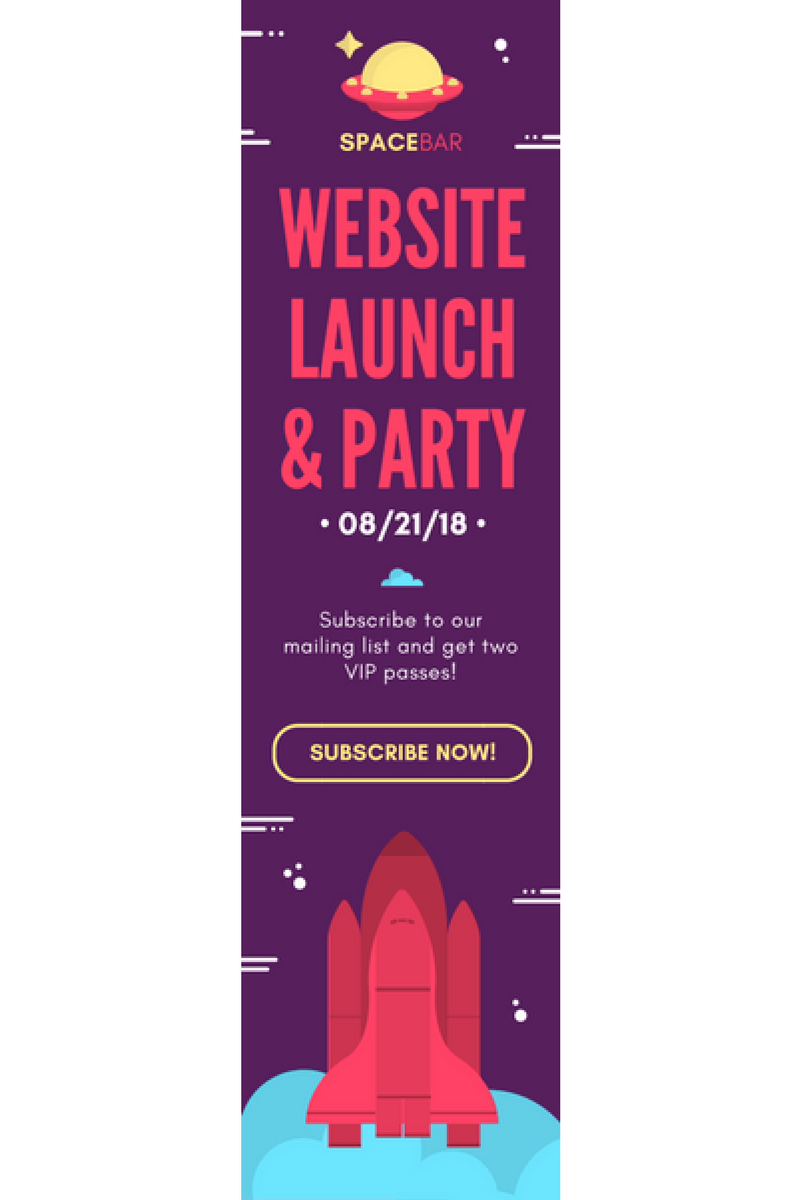 SPACEBAR
WEBSITE
LAUNCH
& PARTY
• 08/21/18 •
Subscribe to our
mailing list and get two
VIP passes!
SUBSCRIBE NOW!